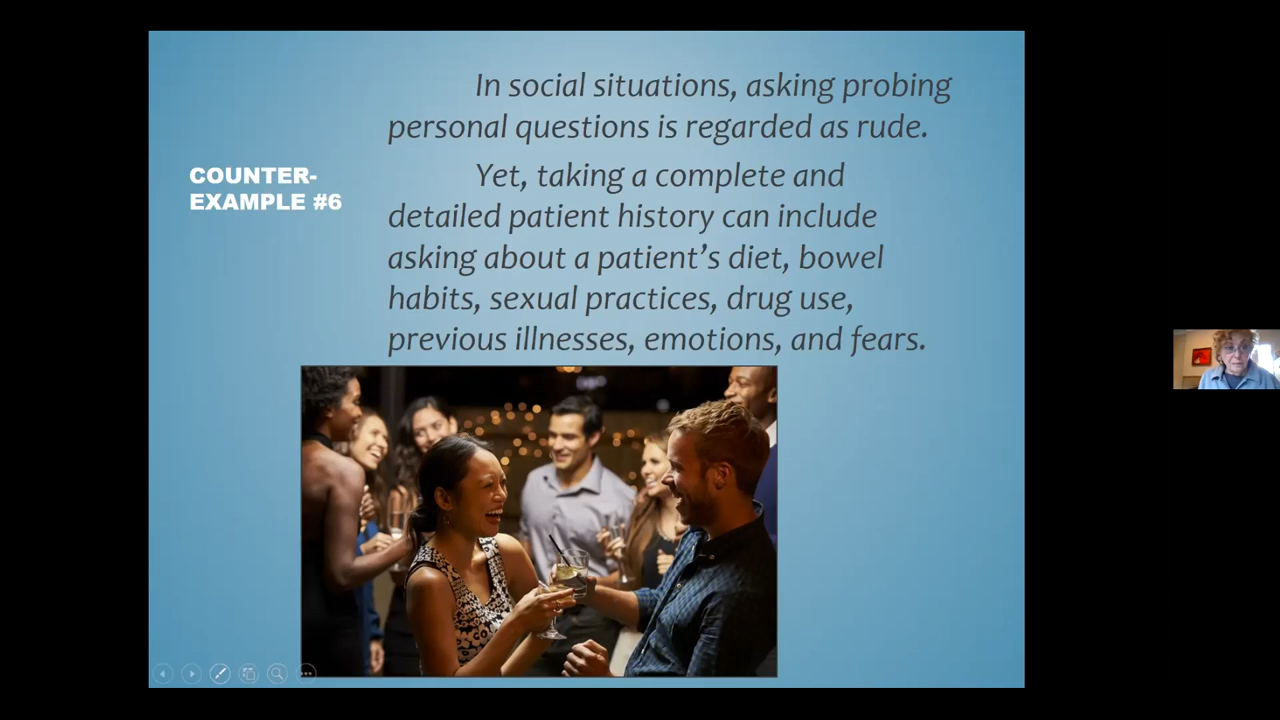 COUNTER-
EXAMPLE #6
In social situations, asking probing
personal questions is regarded as rude.
Yet, taking a complete and
detailed patient history can include
asking about a patient’s diet, bowel
habits, sexual practices, drug use,
previous illnesses, emotions, and fears.